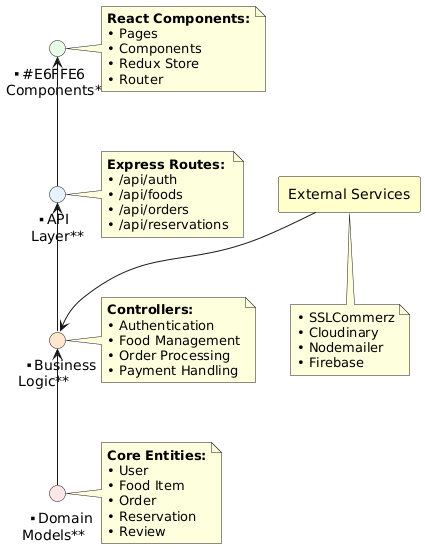 React Components:
• Pages
• Components
• Redux Store
• Router
▪ #E6FFE6
Components*
Express Routes:
• /api/auth
• /api/foods
• /api/orders
• /api/reservations
External Services
▪ API
Layer**
Controllers:
• Authentication
• Food Management
• Order Processing
• Payment Handling
• SSLCommerz
• Cloudinary
• Nodemailer
• Firebase
▪ Business
Logic**
Core Entities:
• User
• Food Item
• Order
• Reservation
• Review
▪ Domain
Models**